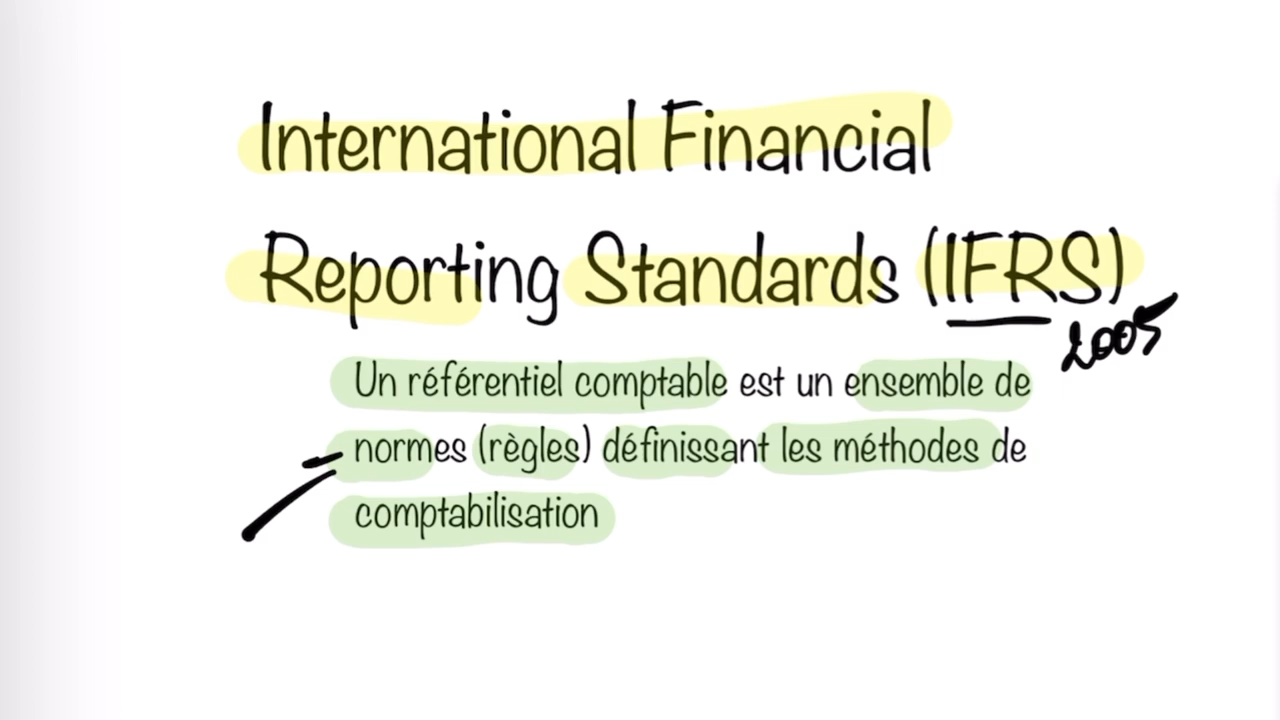 International Financial
Reporting Standards (IFRS)
2005
Un référentiel comptable est un ensemble de
normes (règles) définissant les méthodes de
comptabilisation